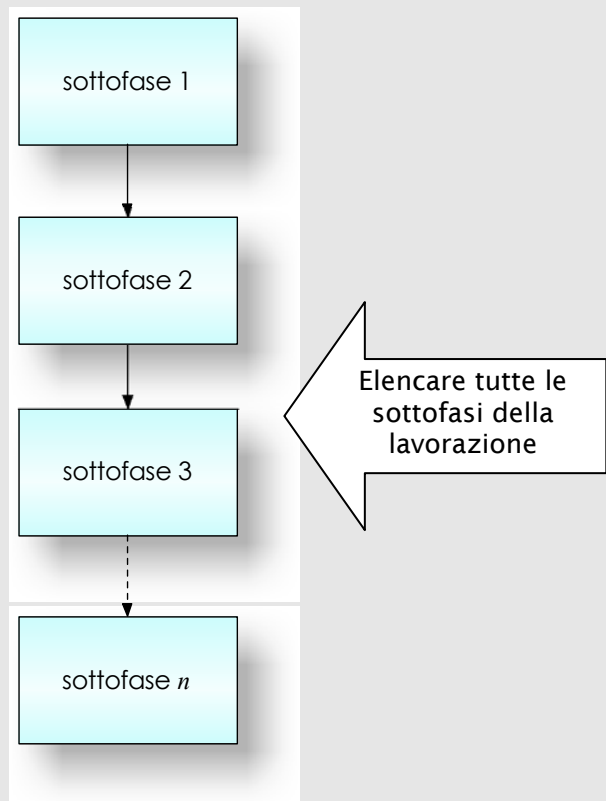 sottofase 1
sottofase 2
Elencare tutte le
sottofasi della
lavorazione
sottofase 3
sottofase n